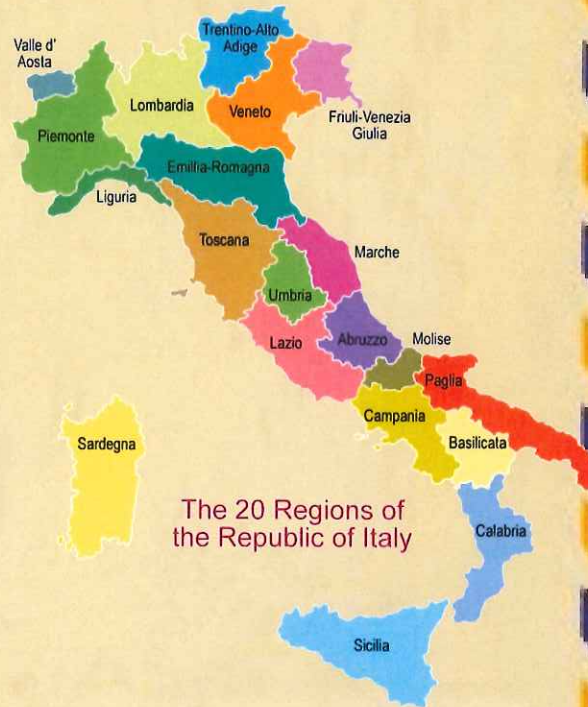 Trentino-Alto
Adige
Valle d'
Aosta
Lombardia
Veneto
Friuli-Venezia
Giulia
Piemonte
Emillia-Romagna
Liguria
Toscana
Marche
Umbria
Lazio
Abruzzo
Molise
Paglia
Campania
Basilicata
Sardegna
The 20 Regions of
the Republic of Italy
Calabria
Sicilia